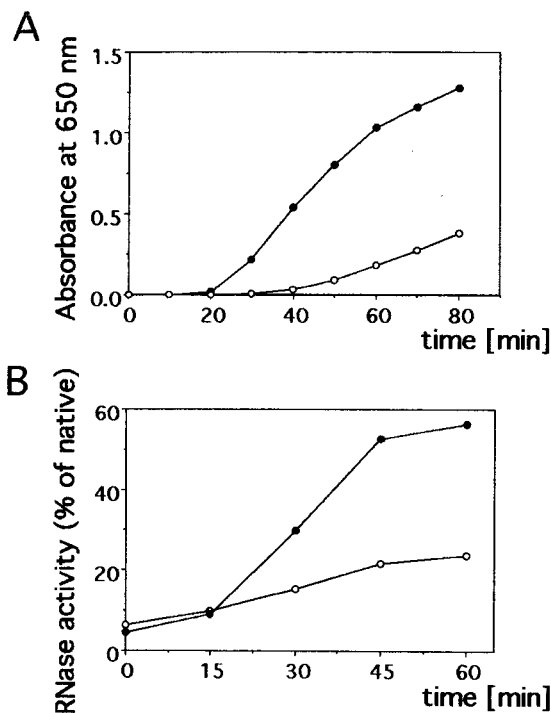 A
Absorbance at 650 nm
1.5
1.0
0.5
0.0
0 20 40 60 80
time [min]
B
RNase activity (% of native)
60
40
20
0
0 15 30 45 60
time [min]